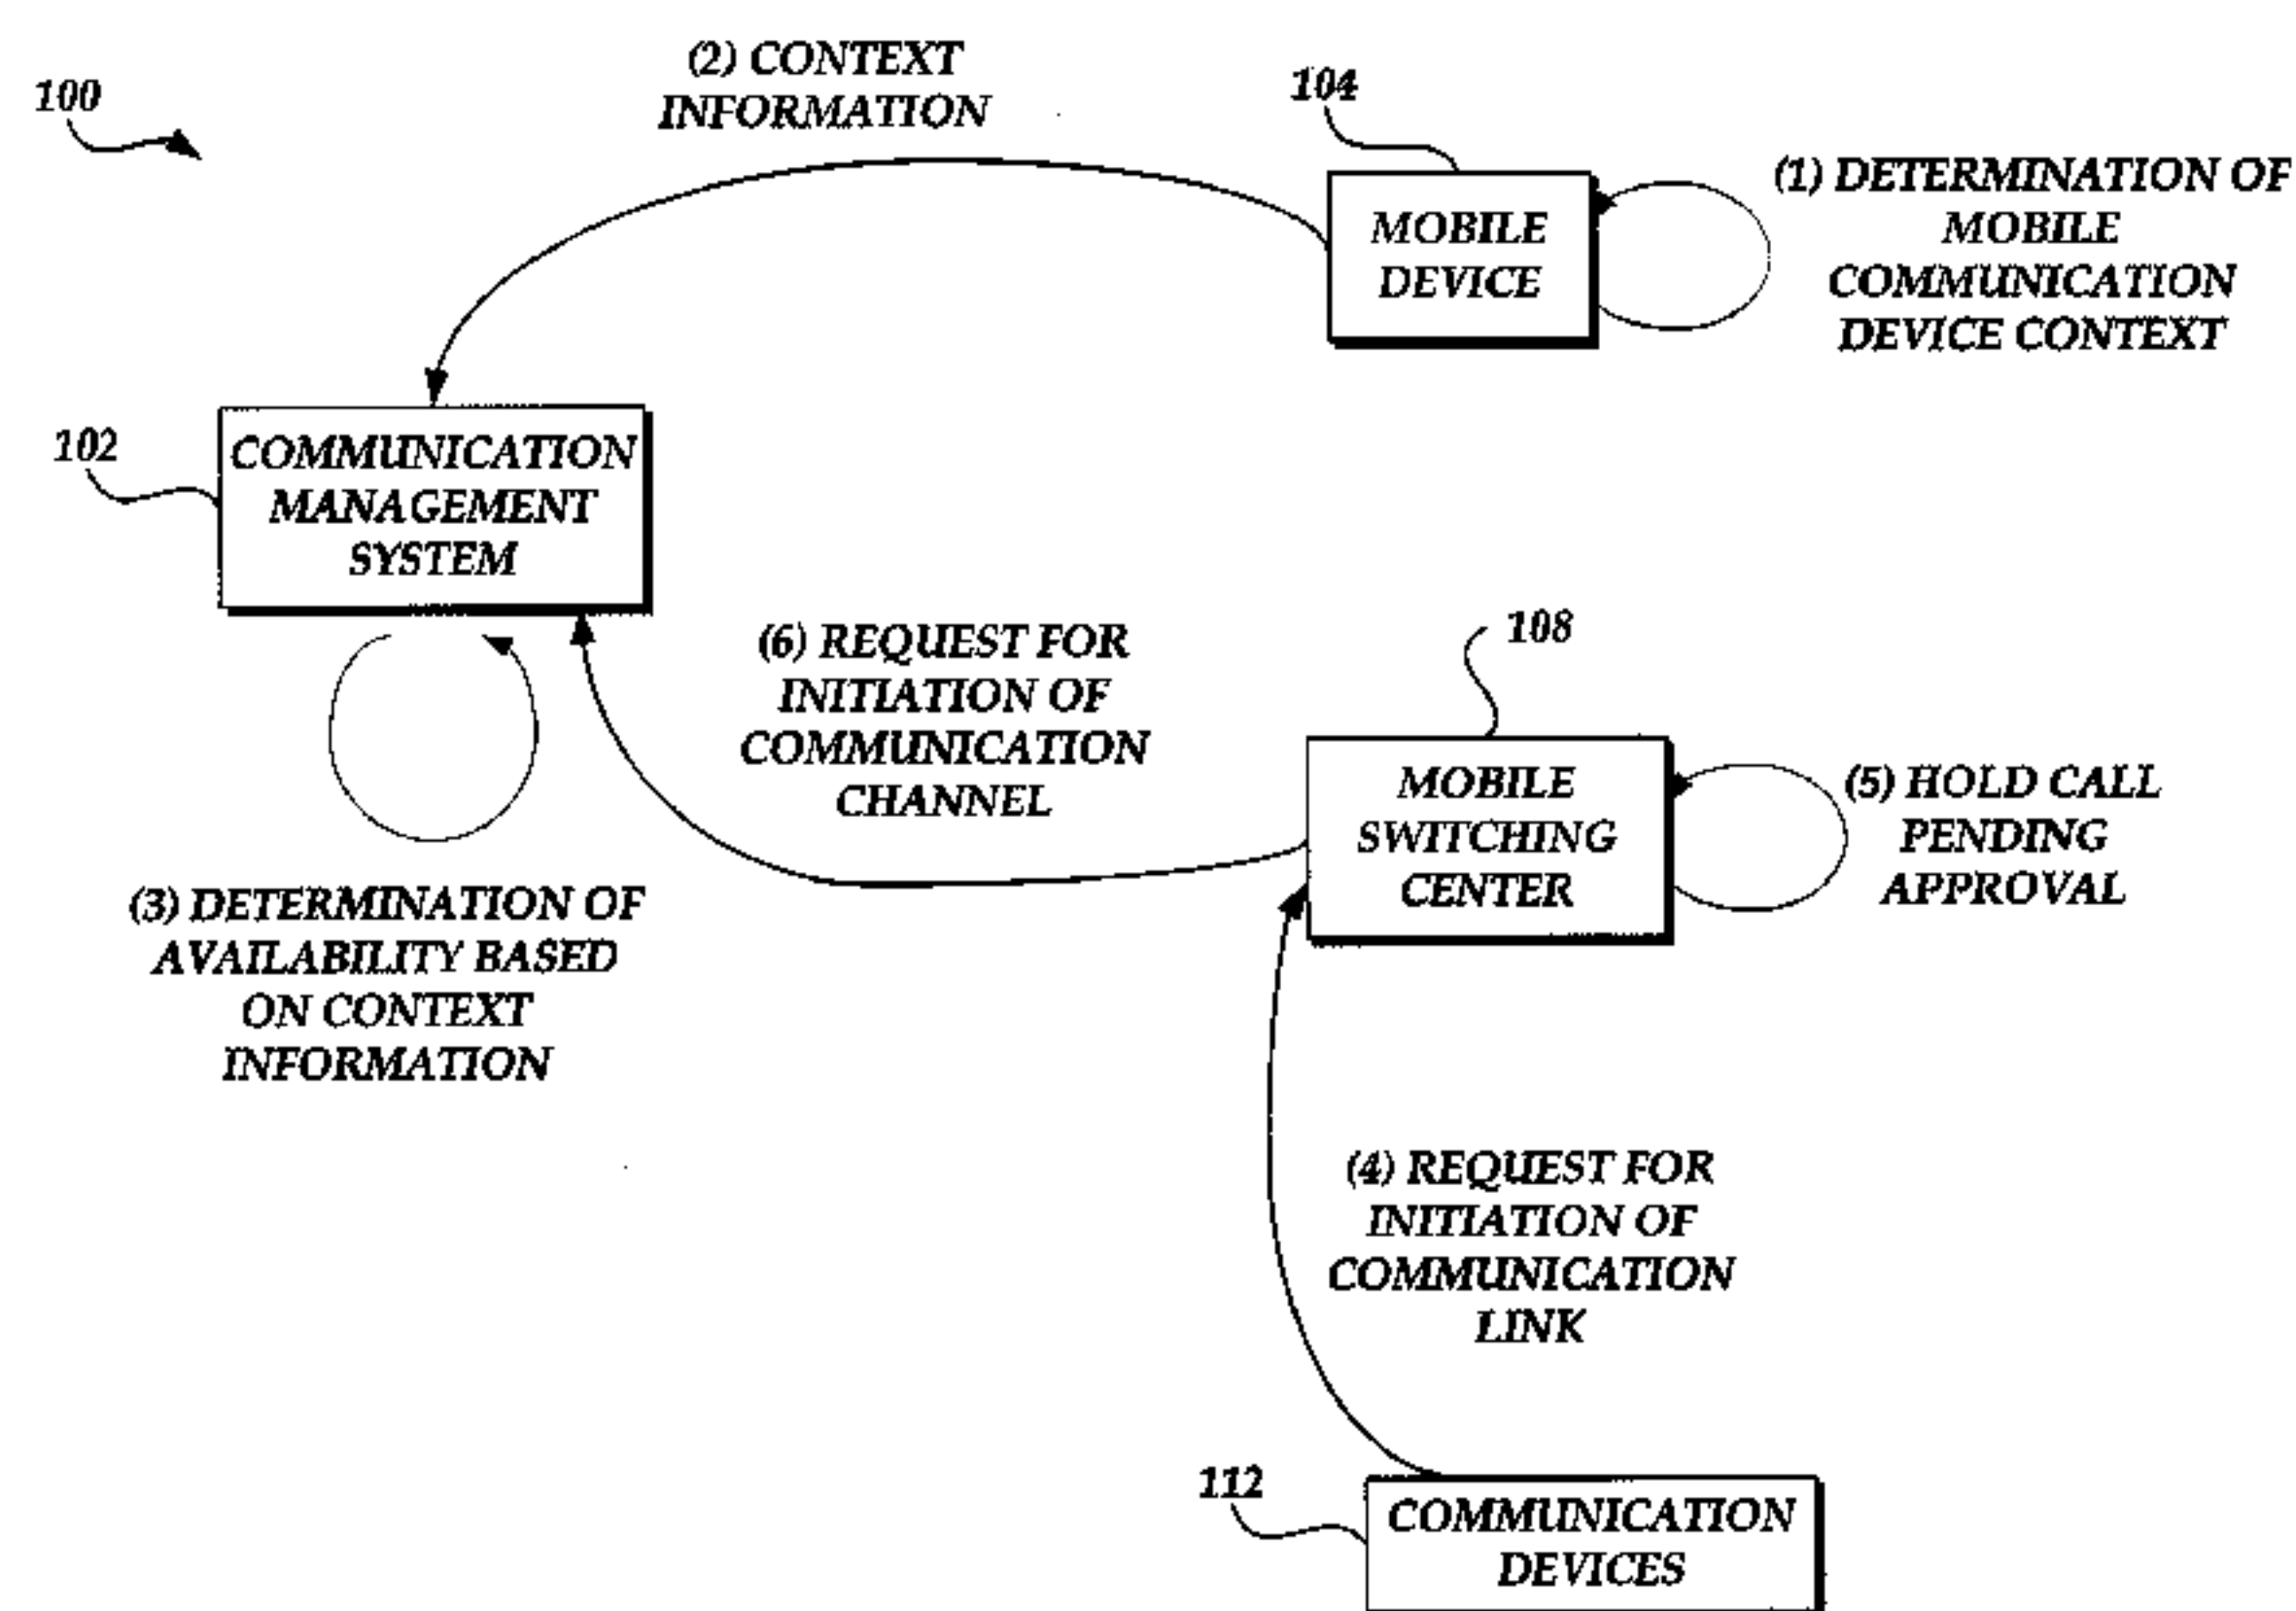 100
(2) CONTEXT
INFORMATION
104
MOBILE
DEVICE
(1) DETERMINATION OF
MOBILE
COMMUNICATION
DEVICE CONTEXT
102
COMMUNICATION
MANAGEMENT
SYSTEM
(6) REQUEST FOR
INITIATION OF
COMMUNICATION
CHANNEL
108
MOBILE
SWITCHING
CENTER
(5) HOLD CALL
PENDING
APPROVAL
(3) DETERMINATION OF
AVAILABILITY BASED
ON CONTEXT
INFORMATION
(4) REQUEST FOR
INITIATION OF
COMMUNICATION
LINK
112
COMMUNICATION
DEVICES